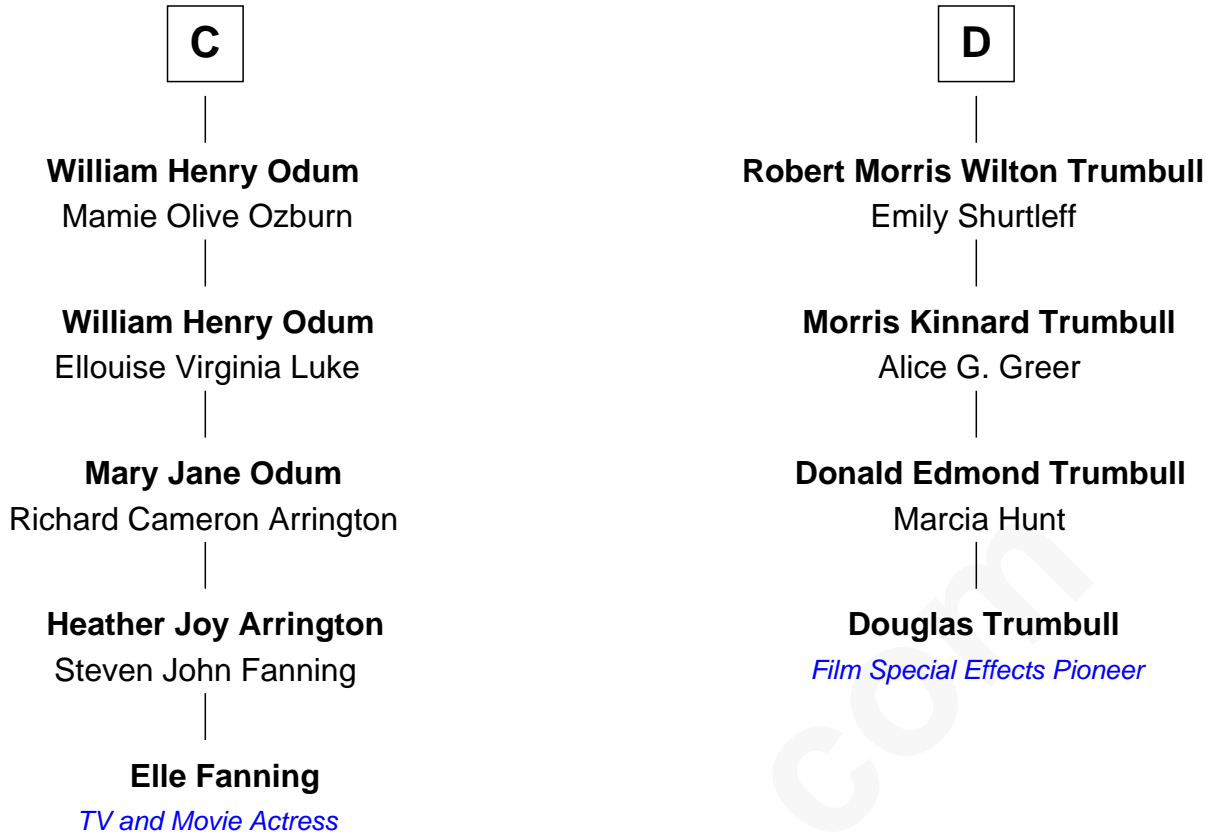 C
William Henry Odum
Mamie Olive Ozburn
William Henry Odum
Ellouise Virginia Luke
Mary Jane Odum
Richard Cameron Arrington
Heather Joy Arrington
Steven John Fanning
Elle Fanning
TV and Movie Actress
D
Robert Morris Wilton Trumbull
Emily Shurtleff
Morris Kinnard Trumbull
Alice G. Greer
Donald Edmond Trumbull
Marcia Hunt
Douglas Trumbull
Film Special Effects Pioneer
com